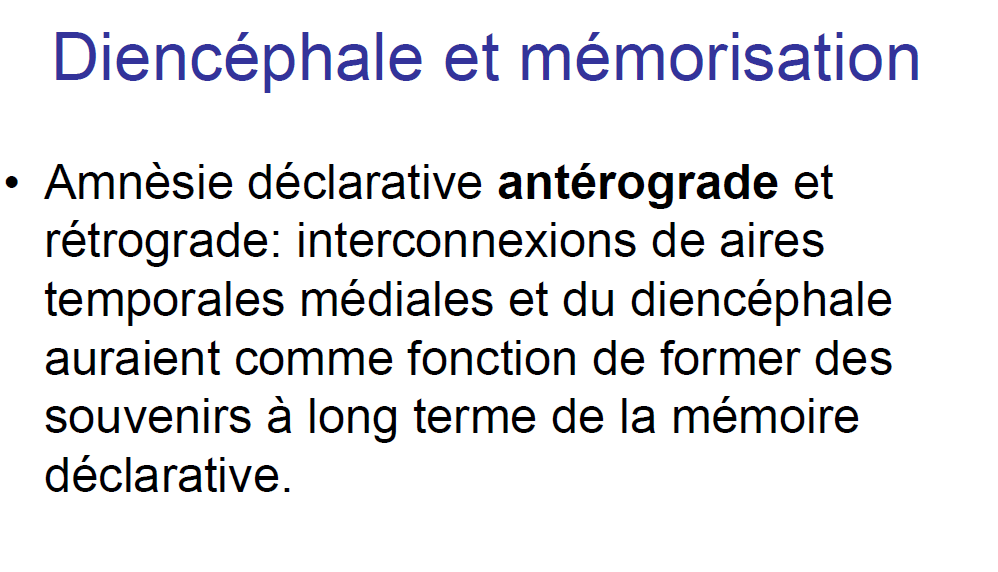 Diencéphale et mémorisation
• Amnèsie déclarative antérograde et
rétrograde: interconnexions de aires
temporales médiales et du diencéphale
auraient comme fonction de former des
souvenirs à long terme de la mémoire
déclarative.